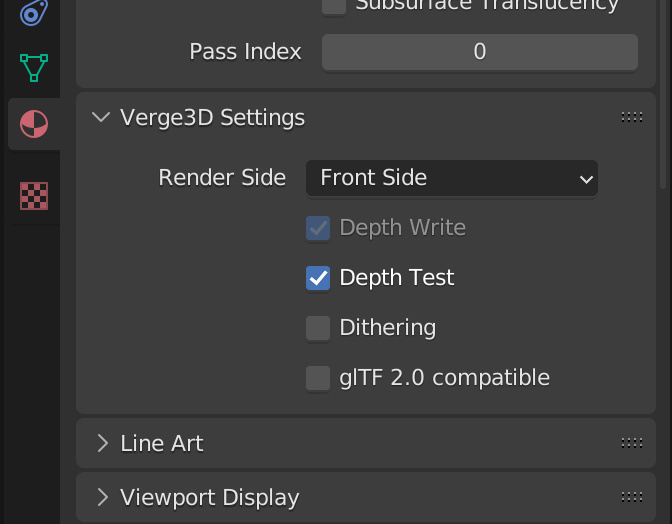 Subsurface Translucency
Pass Index 0
Verge3D Settings
Render Side Front Side
Depth Write
Depth Test
Dithering
glTF 2.0 compatible
Line Art
Viewport Display